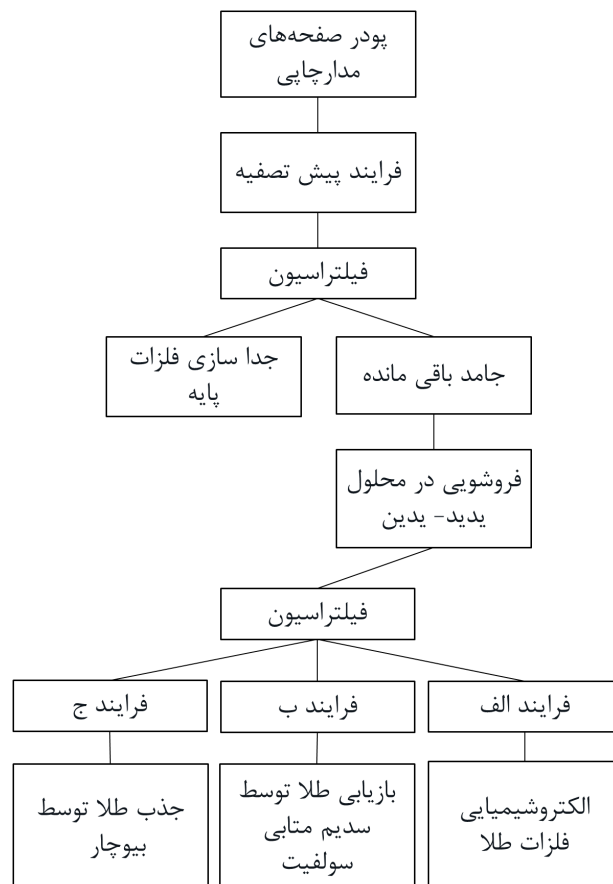 پودر صفحه‌های
مدارچاپی
فرایند پیش تصفیه
فیلتراسیون
جامد باقی مانده
جدا سازی فلزات
پایه
فروشویی در محلول
یدید- یدین
فیلتراسیون
فرایند الف
فرایند ب
فرایند ج
الکتروشیمیایی
فلزات طلا
بازیابی طلا توسط
سدیم متابی
سولفیت
جذب طلا توسط
بیوچار